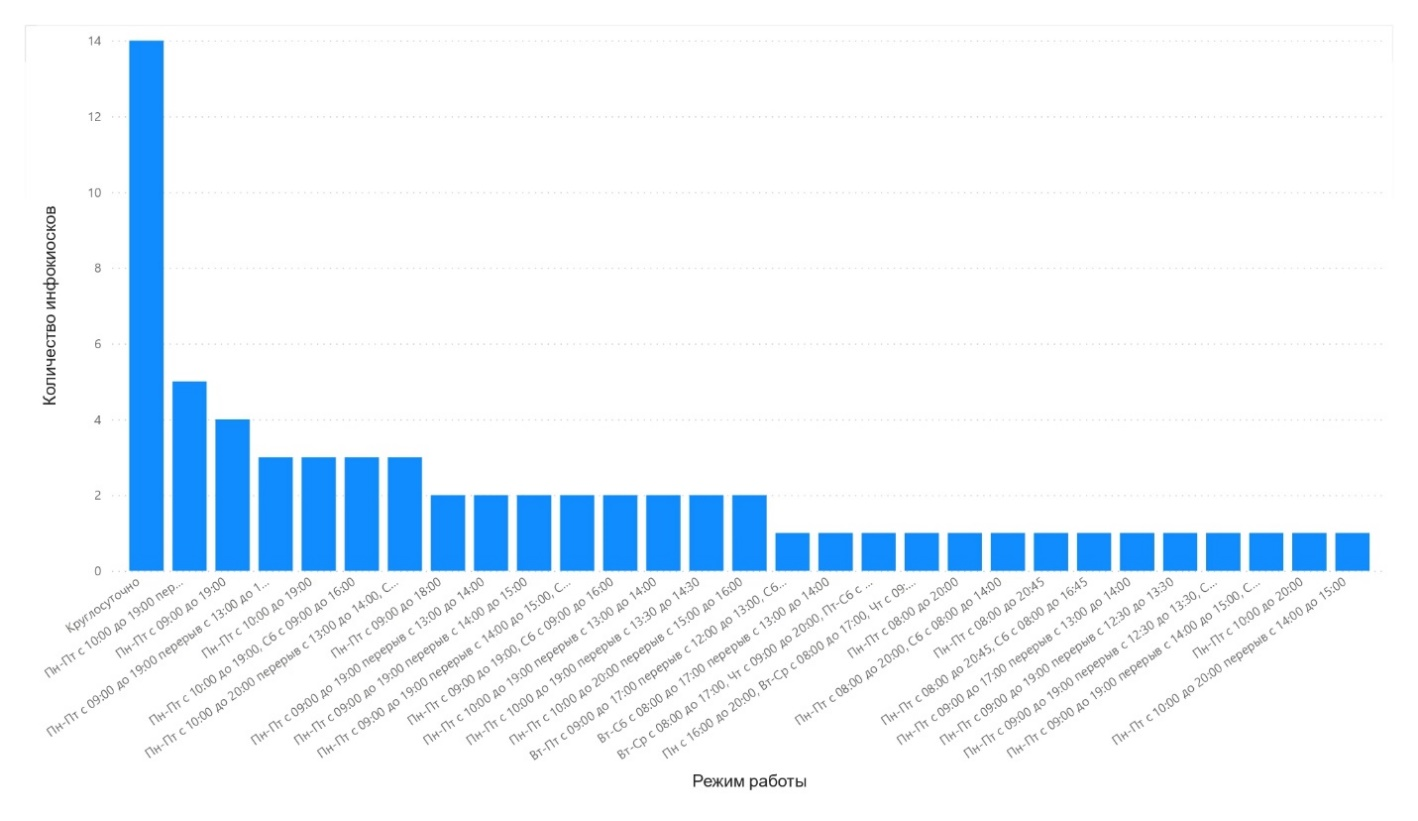 14
12
10
8
6
4
2
0
Количество инфокиосков
Круглосуточно
Пн-Пт с 10:00 до 19:00 пер...
Пн-Пт с 09:00 до 19:00
Пн-Пт с 09:00 до 19:00 перерыв с 13:00 до 1...
Пн-Пт с 10:00 до 19:00
Пн-Пт с 10:00 до 19:00, Сб с 09:00 до 16:00
Пн-Пт с 10:00 до 20:00 перерыв с 13:00 до 14:00, С...
Пн-Пт с 09:00 до 18:00
Пн-Пт с 09:00 до 19:00 перерыв с 13:00 до 14:00
Пн-Пт с 09:00 до 19:00 перерыв с 14:00 до 15:00
Пн-Пт с 09:00 до 19:00 перерыв с 14:00 до 15:00, С...
Пн-Пт с 09:00 до 19:00, Сб с 09:00 до 16:00
Пн-Пт с 10:00 до 19:00 перерыв с 13:00 до 14:00
Пн-Пт с 10:00 до 19:00 перерыв с 13:30 до 14:30
Пн-Пт с 10:00 до 20:00 перерыв с 15:00 до 16:00
Вт-Пт с 09:00 до 17:00 перерыв с 12:00 до 13:00, Сб...
Вт-Сб с 08:00 до 17:00 перерыв с 13:00 до 14:00
Вт-Ср с 08:00 до 17:00, Чт с 09:00 до 20:00, Пт-Сб с ...
Пн с 16:00 до 20:00, Вт-Ср с 08:00 до 17:00, Чт с 09:...
Пн-Пт с 08:00 до 20:00
Пн-Пт с 08:00 до 20:00, Сб с 08:00 до 14:00
Пн-Пт с 08:00 до 20:45
Пн-Пт с 08:00 до 20:45, Сб с 08:00 до 16:45
Пн-Пт с 09:00 до 17:00 перерыв с 13:00 до 14:00
Пн-Пт с 09:00 до 19:00 перерыв с 12:30 до 13:30
Пн-Пт с 09:00 до 19:00 перерыв с 12:30 до 13:30, С...
Пн-Пт с 09:00 до 19:00 перерыв с 14:00 до 15:00, С...
Пн-Пт с 10:00 до 20:00
Пн-Пт с 10:00 до 20:00 перерыв с 14:00 до 15:00
Режим работы